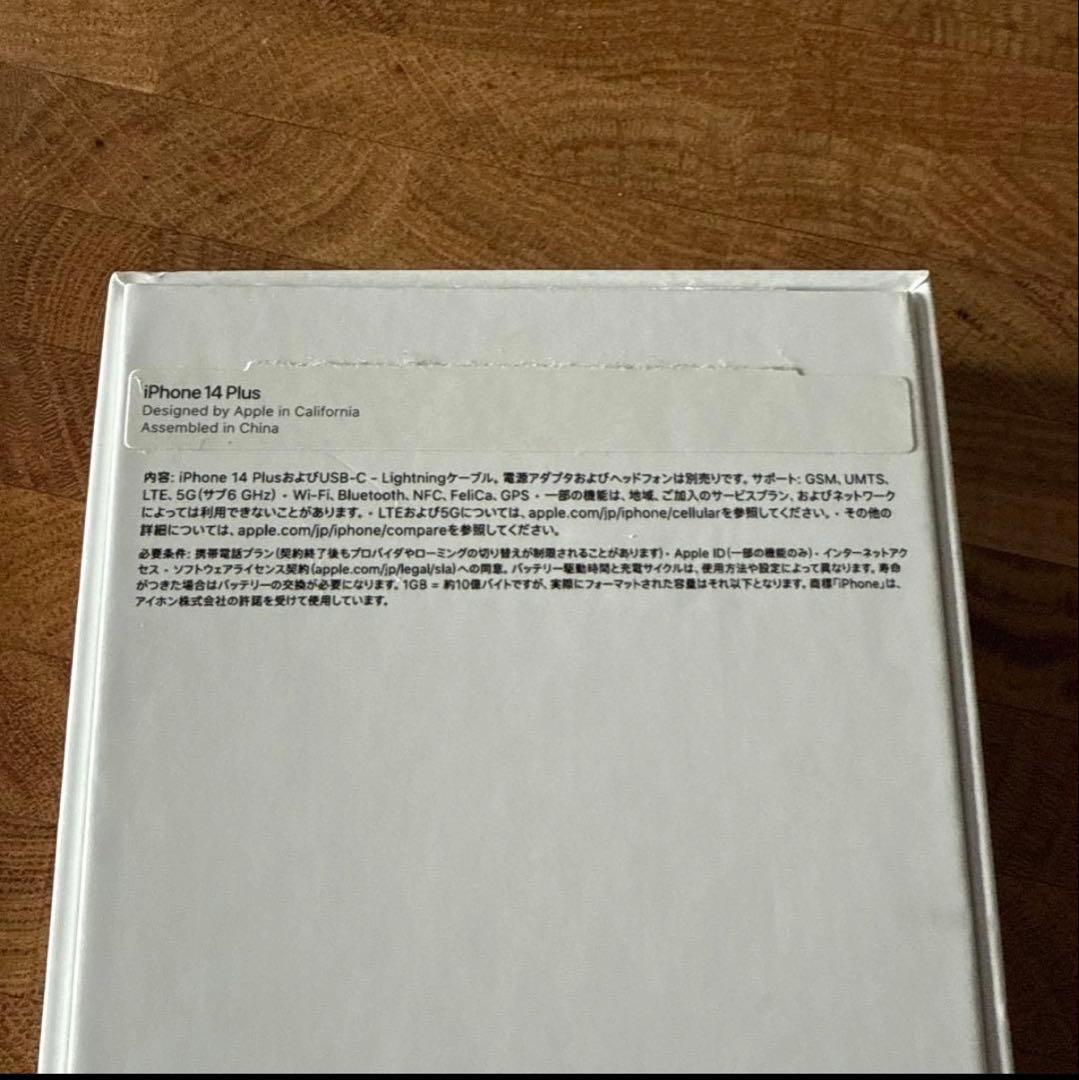 iPhone 14 Plus
Designed by Apple in California
Assembled in China
内容: iPhone 14 PlusおよびUSB-C - Lightningケーブル。電源アダプタおよびヘッドフォンは別売りです。サポート: GSM、UMTS、
LTE、5G(サブ6 GHz)・Wi-Fi、Bluetooth、NFC、FeliCa、GPS・一部の機能は、地域、ご加入のサービスプラン、およびネットワーク
によっては利用できないことがあります。・LTEおよび5Gについては、apple.com/jp/iphone/cellularを参照してください。・その他の
詳細については、apple.com/jp/iphone/compareを参照してください。
必要条件: 携帯電話プラン(契約終了後もプロバイダやローミングの切り替えが制限されることがあります)・Apple ID(一部の機能のみ)・インターネットアク
セス・ソフトウェアライセンス契約(apple.com/jp/legal/sla)への同意。バッテリー駆動時間と充電サイクルは、使用方法や設定によって異なります。寿命
がつきた場合はバッテリーの交換が必要になります。1GB = 約10億バイトですが、実際にフォーマットされた容量はそれ以下となります。商標「iPhone」は、
アイホン株式会社の許諾を受けて使用しています。